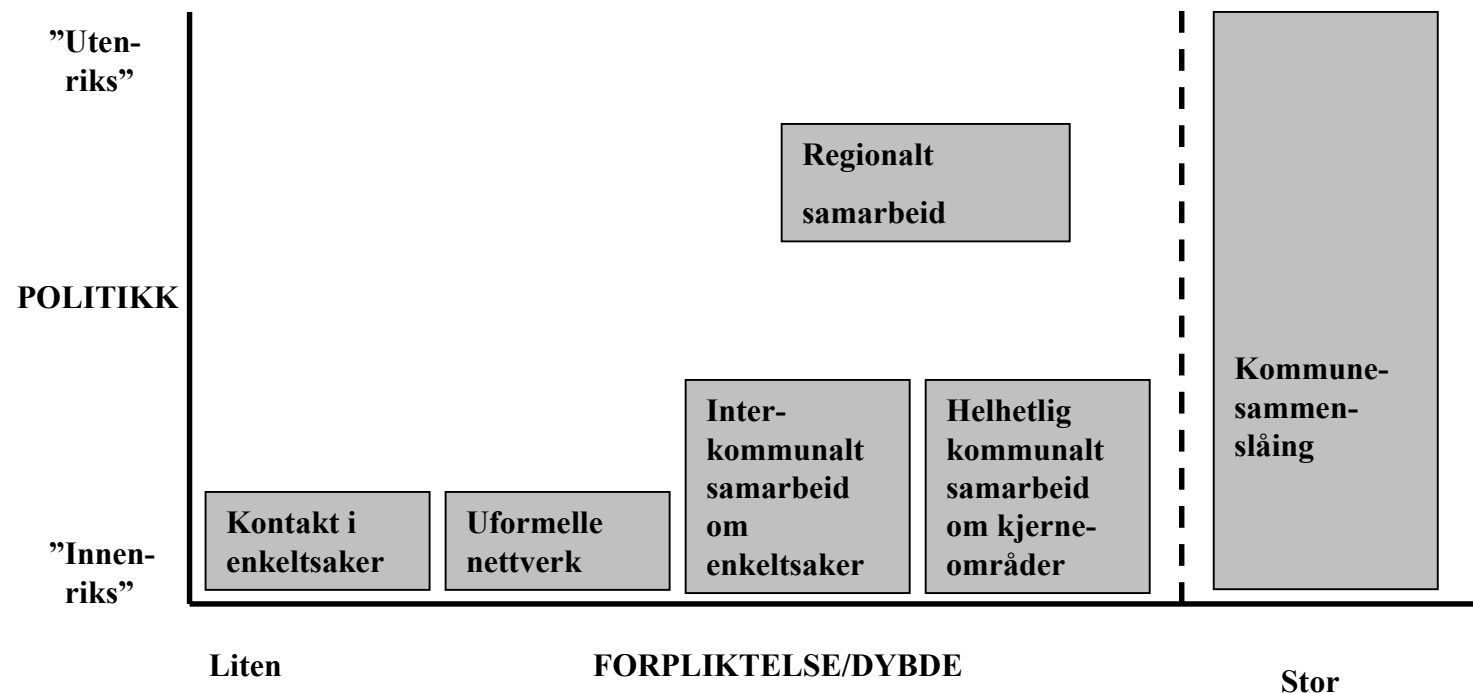 ”Uten-
riks”
Regionalt
samarbeid
POLITIKK
Kommune-
sammen-
slåing
Inter-
kommunalt
samarbeid
om
enkeltsaker
Helhetlig
kommunalt
samarbeid
om kjerne-
områder
Kontakt i
enkeltsaker
Uformelle
nettverk
”Innen-
riks”
Liten
FORPLIKTELSE/DYBDE
Stor